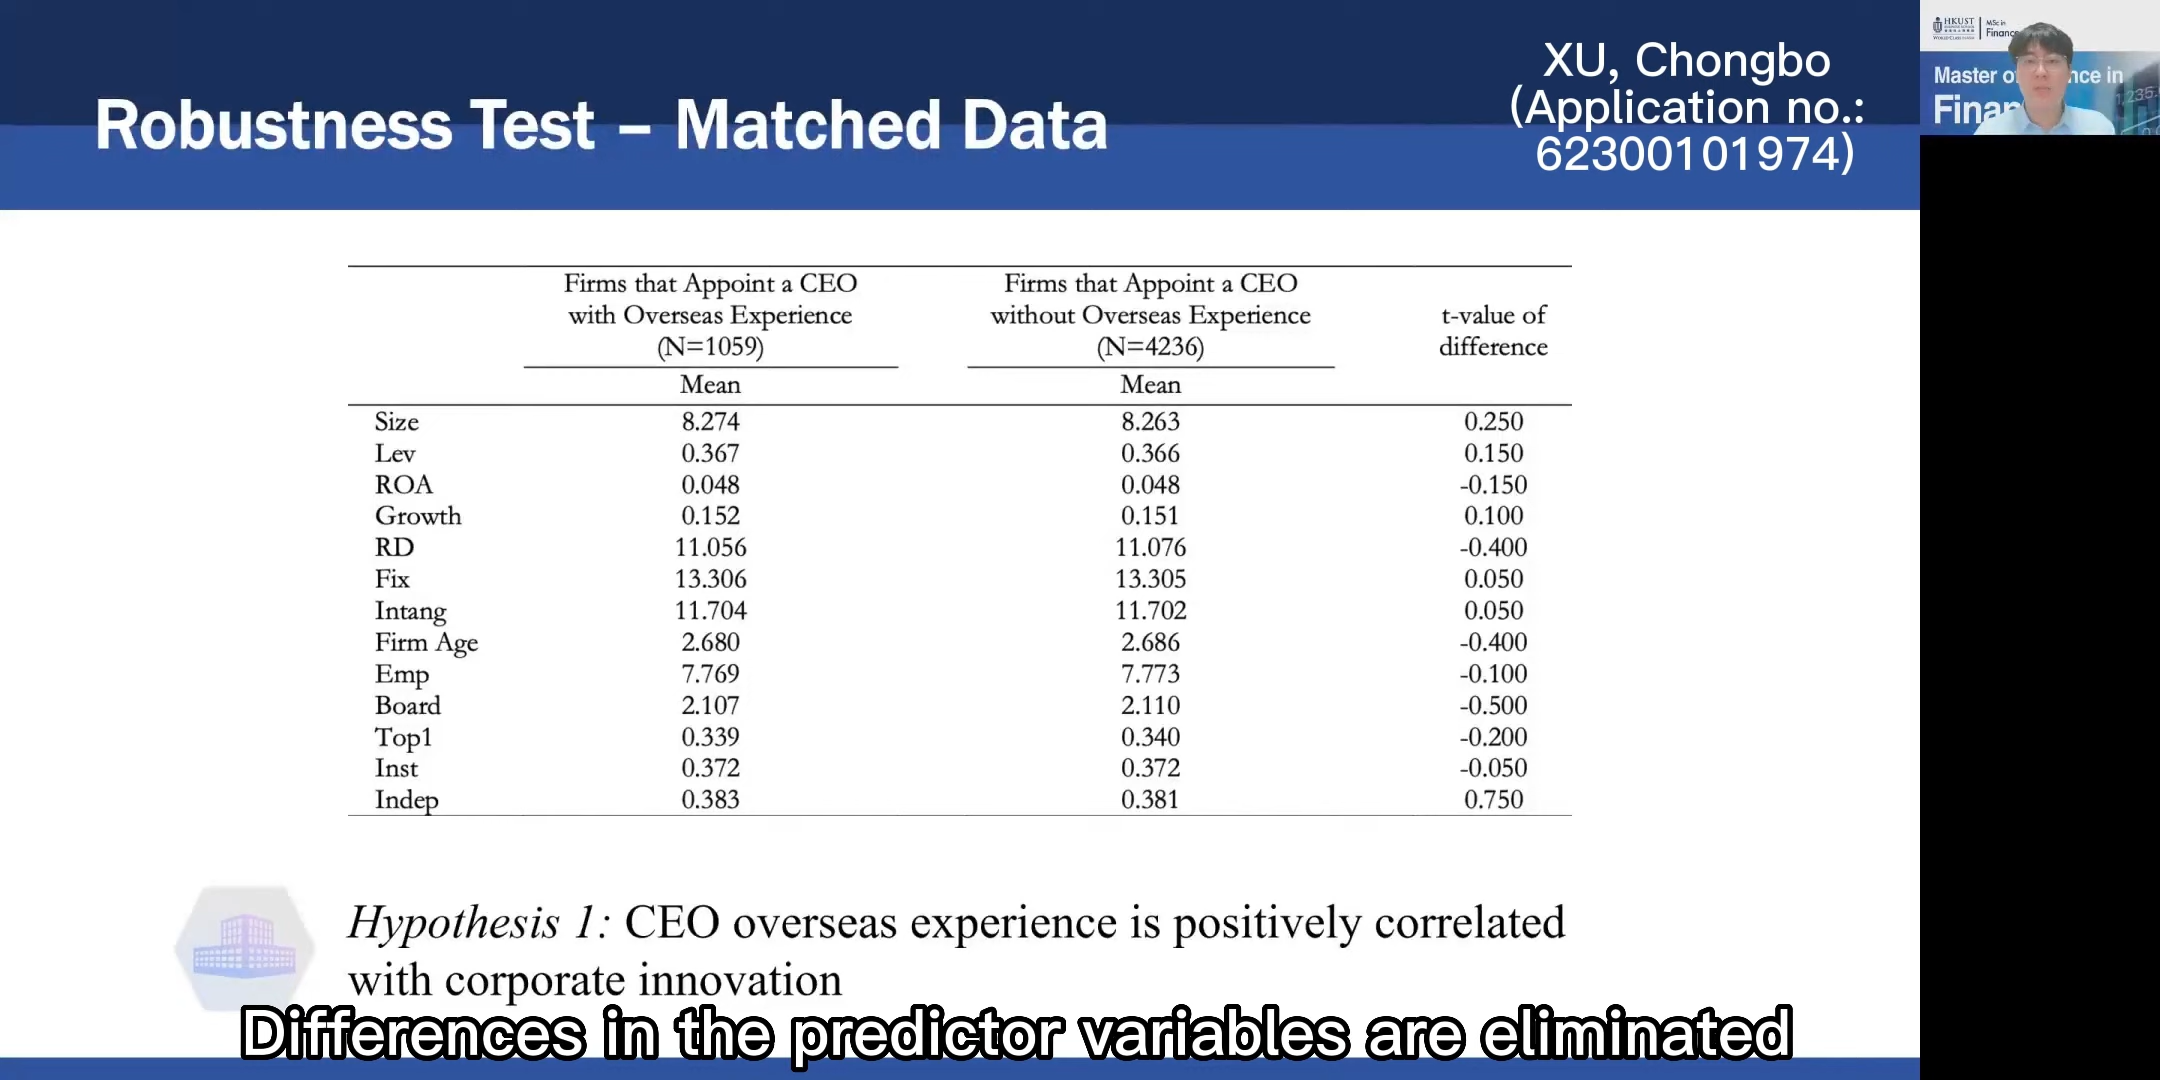 Robustness Test – Matched Data
XU, Chongbo
(Application no.:
62300101974)
HKUST
MSc in
Finance
Master of nce in
Finan
1,235.
Firms that Appoint a CEO with Overseas Experience (N=1059) Firms that Appoint a CEO without Overseas Experience (N=4236) t-value of difference
Mean Mean
Size 8.274 8.263 0.250
Lev 0.367 0.366 0.150
ROA 0.048 0.048 -0.150
Growth 0.152 0.151 0.100
RD 11.056 11.076 -0.400
Fix 13.306 13.305 0.050
Intang 11.704 11.702 0.050
Firm Age 2.680 2.686 -0.400
Emp 7.769 7.773 -0.100
Board 2.107 2.110 -0.500
Top1 0.339 0.340 -0.200
Inst 0.372 0.372 -0.050
Indep 0.383 0.381 0.750
Hypothesis 1: CEO overseas experience is positively correlated
with corporate innovation
Differences in the predictor variables are eliminated